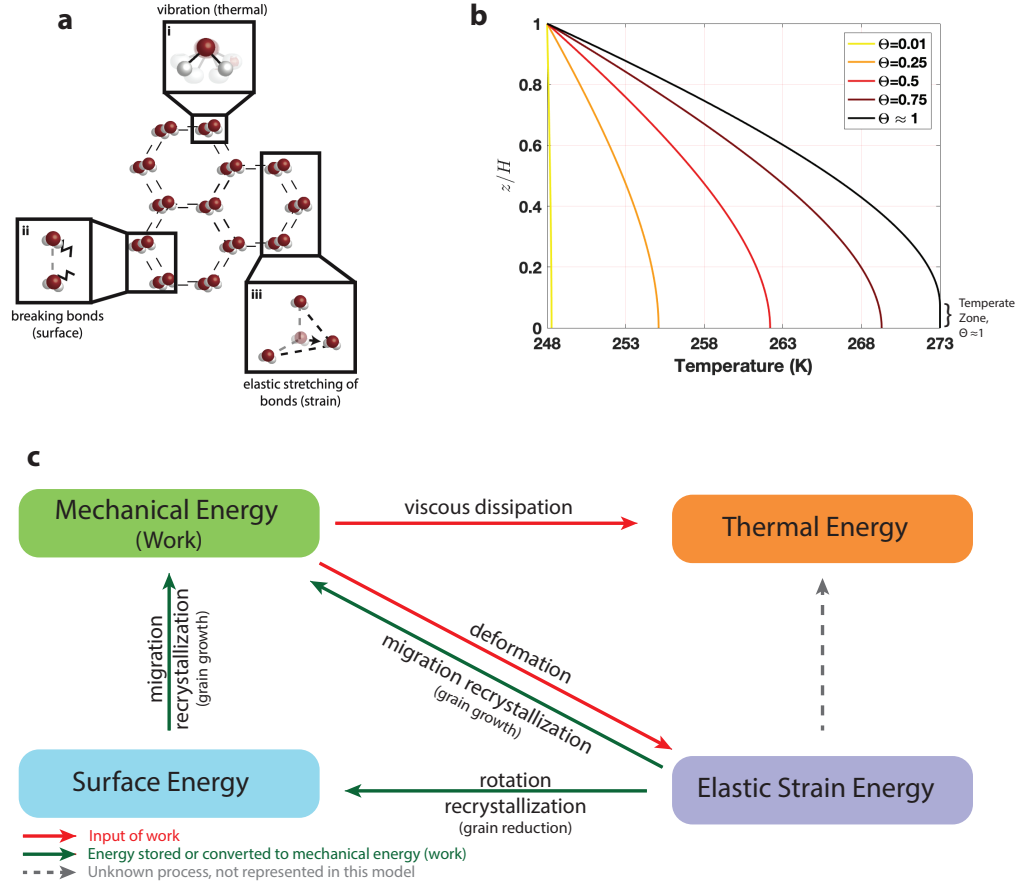 a
vibration (thermal)
i
ii
breaking bonds
(surface)
iii
elastic stretching of
bonds (strain)
b
1
0.8
0.6
0.4
0.2
0
z/H
248
253
258
263
268
273
Temperature (K)
Θ=0.01
Θ=0.25
Θ=0.5
Θ=0.75
Θ ≈ 1
Temperate
Zone,
Θ≈1
c
Mechanical Energy
(Work)
viscous dissipation
Thermal Energy
deformation
migration recrystallization
(grain growth)
migration
recrystallization
(grain growth)
Surface Energy
rotation
recrystallization
(grain reduction)
Elastic Strain Energy
Input of work
Energy stored or converted to mechanical energy (work)
Unknown process, not represented in this model